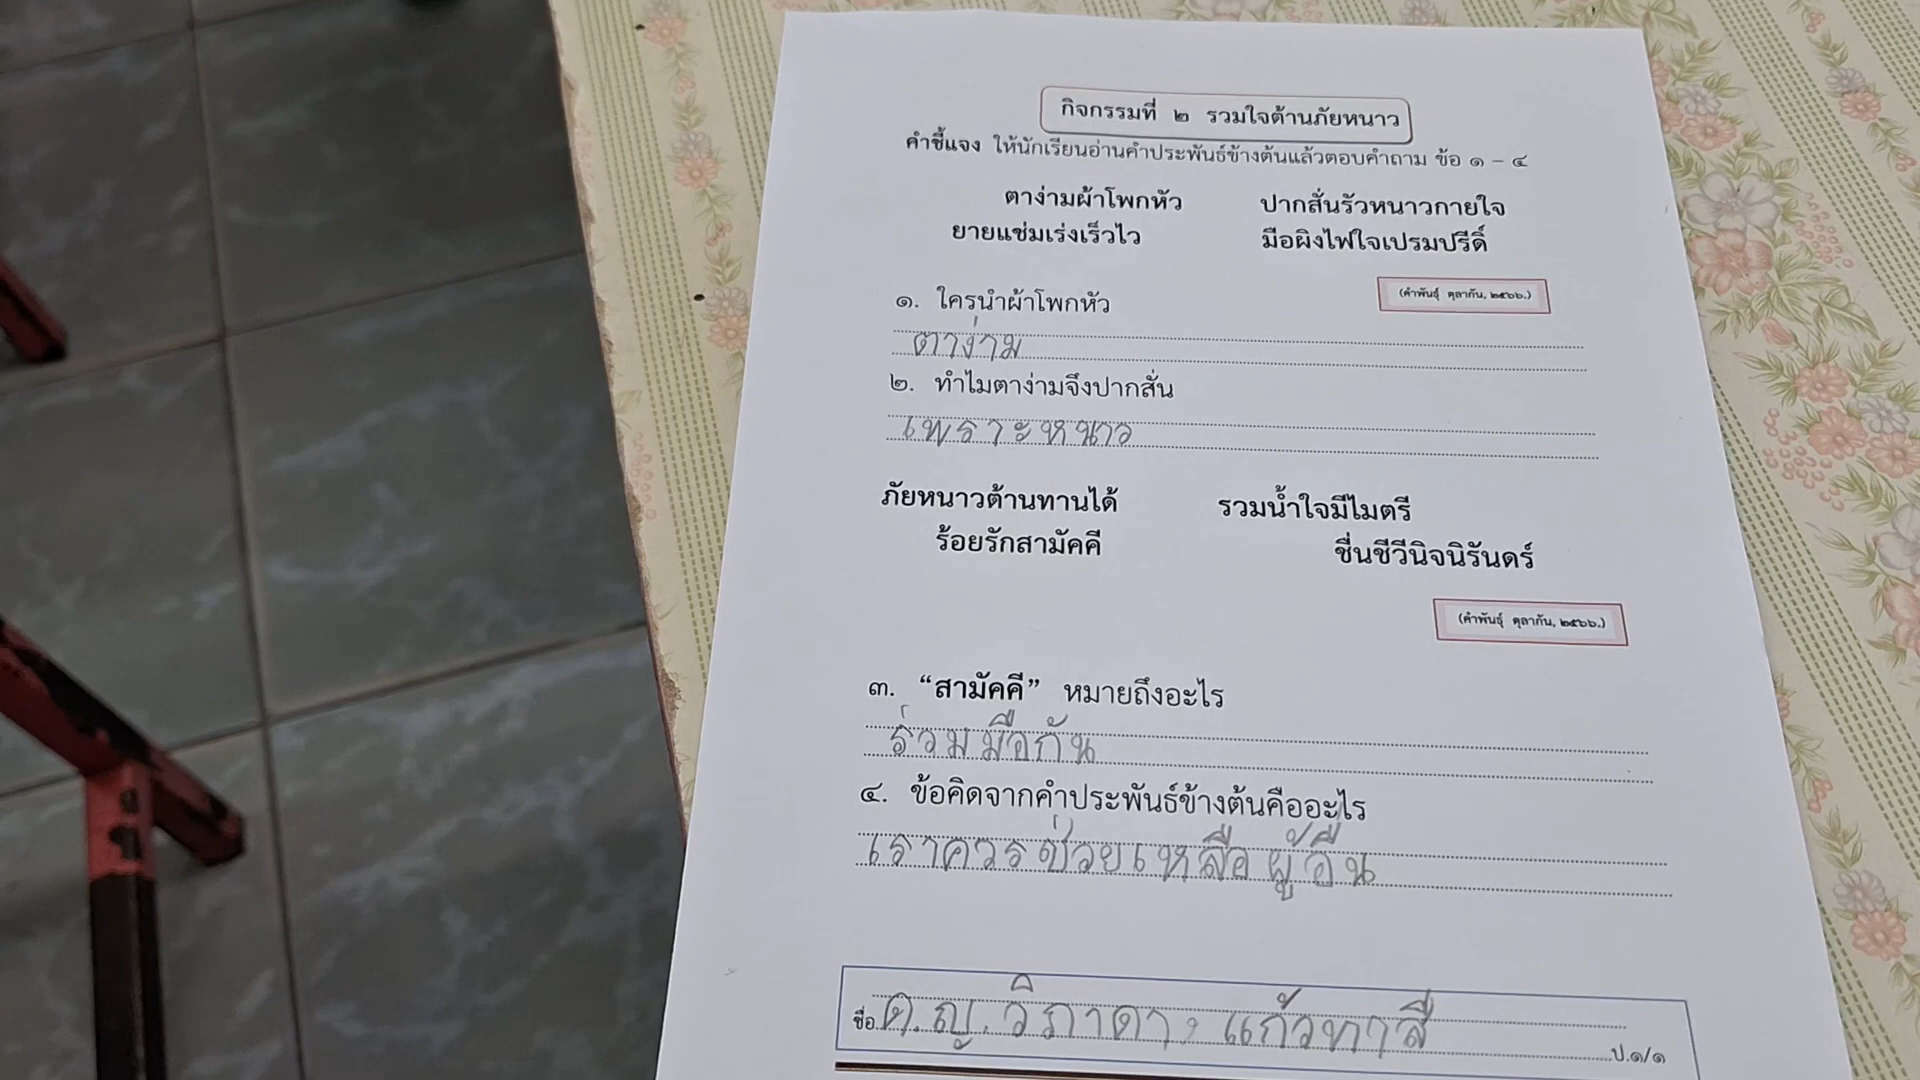 กิจกรรมที่ ๒ รวมใจต้านภัยหนาว
คำชี้แจง ให้นักเรียนอ่านคำประพันธ์ข้างต้นแล้วตอบคำถาม ข้อ ๑ – ๔
ตาง่ามผ้าโพกหัว ปากสั่นรัวหนาวกายใจ
ยายแช่มเร่งเร็วไว มือผิงไฟใจเปรมปรีดิ์
(คำพันธุ์ ตุลากัน, ๒๕๖๖.)
๑. ใครนำผ้าโพกหัว
ตาง่าม
๒. ทำไมตาง่ามจึงปากสั่น
เพราะหนาว
ภัยหนาวต้านทานได้ รวมน้ำใจมีไมตรี
ร้อยรักสามัคคี ชื่นชีวีนิจนิรันดร์
(คำพันธุ์ ตุลากัน, ๒๕๖๖.)
๓. “สามัคคี” หมายถึงอะไร
ร่วมมือกัน
๔. ข้อคิดจากคำประพันธ์ข้างต้นคืออะไร
เราควรช่วยเหลือผู้อื่น
ชื่อ ด.ญ.วิภาดา แก้วทาสี ป.๑/๑